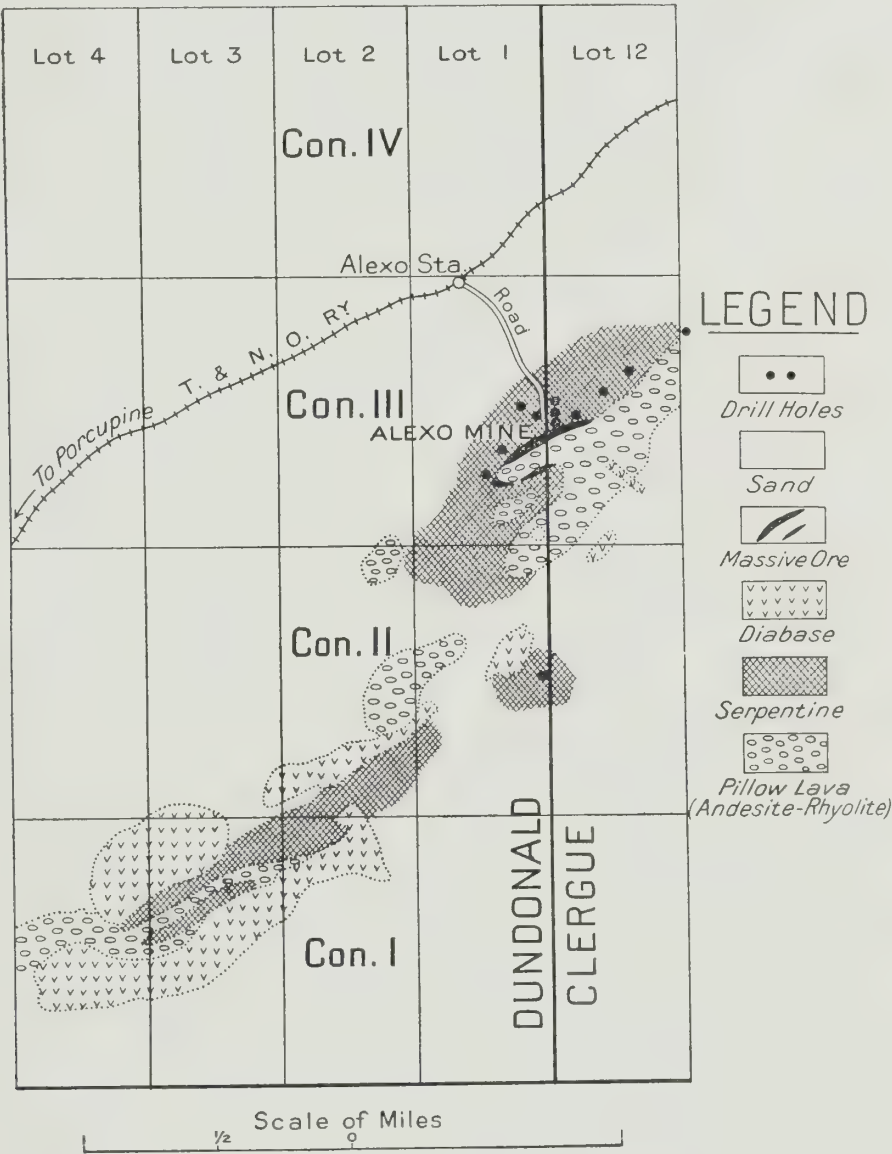 Lot 4
Lot 3
Lot 2
Lot 1
Lot 12
Con. IV
Alexo Sta.
Road
T. & N. O. RY
To Porcupine
Con. III
ALEXO MINE
Con. II
Con. I
DUNDONALD
CLERGUE
LEGEND
Drill Holes
Sand
Massive Ore
Diabase
Serpentine
Pillow Lava
(Andesite-Rhyolite)
Scale of Miles
1/2
0